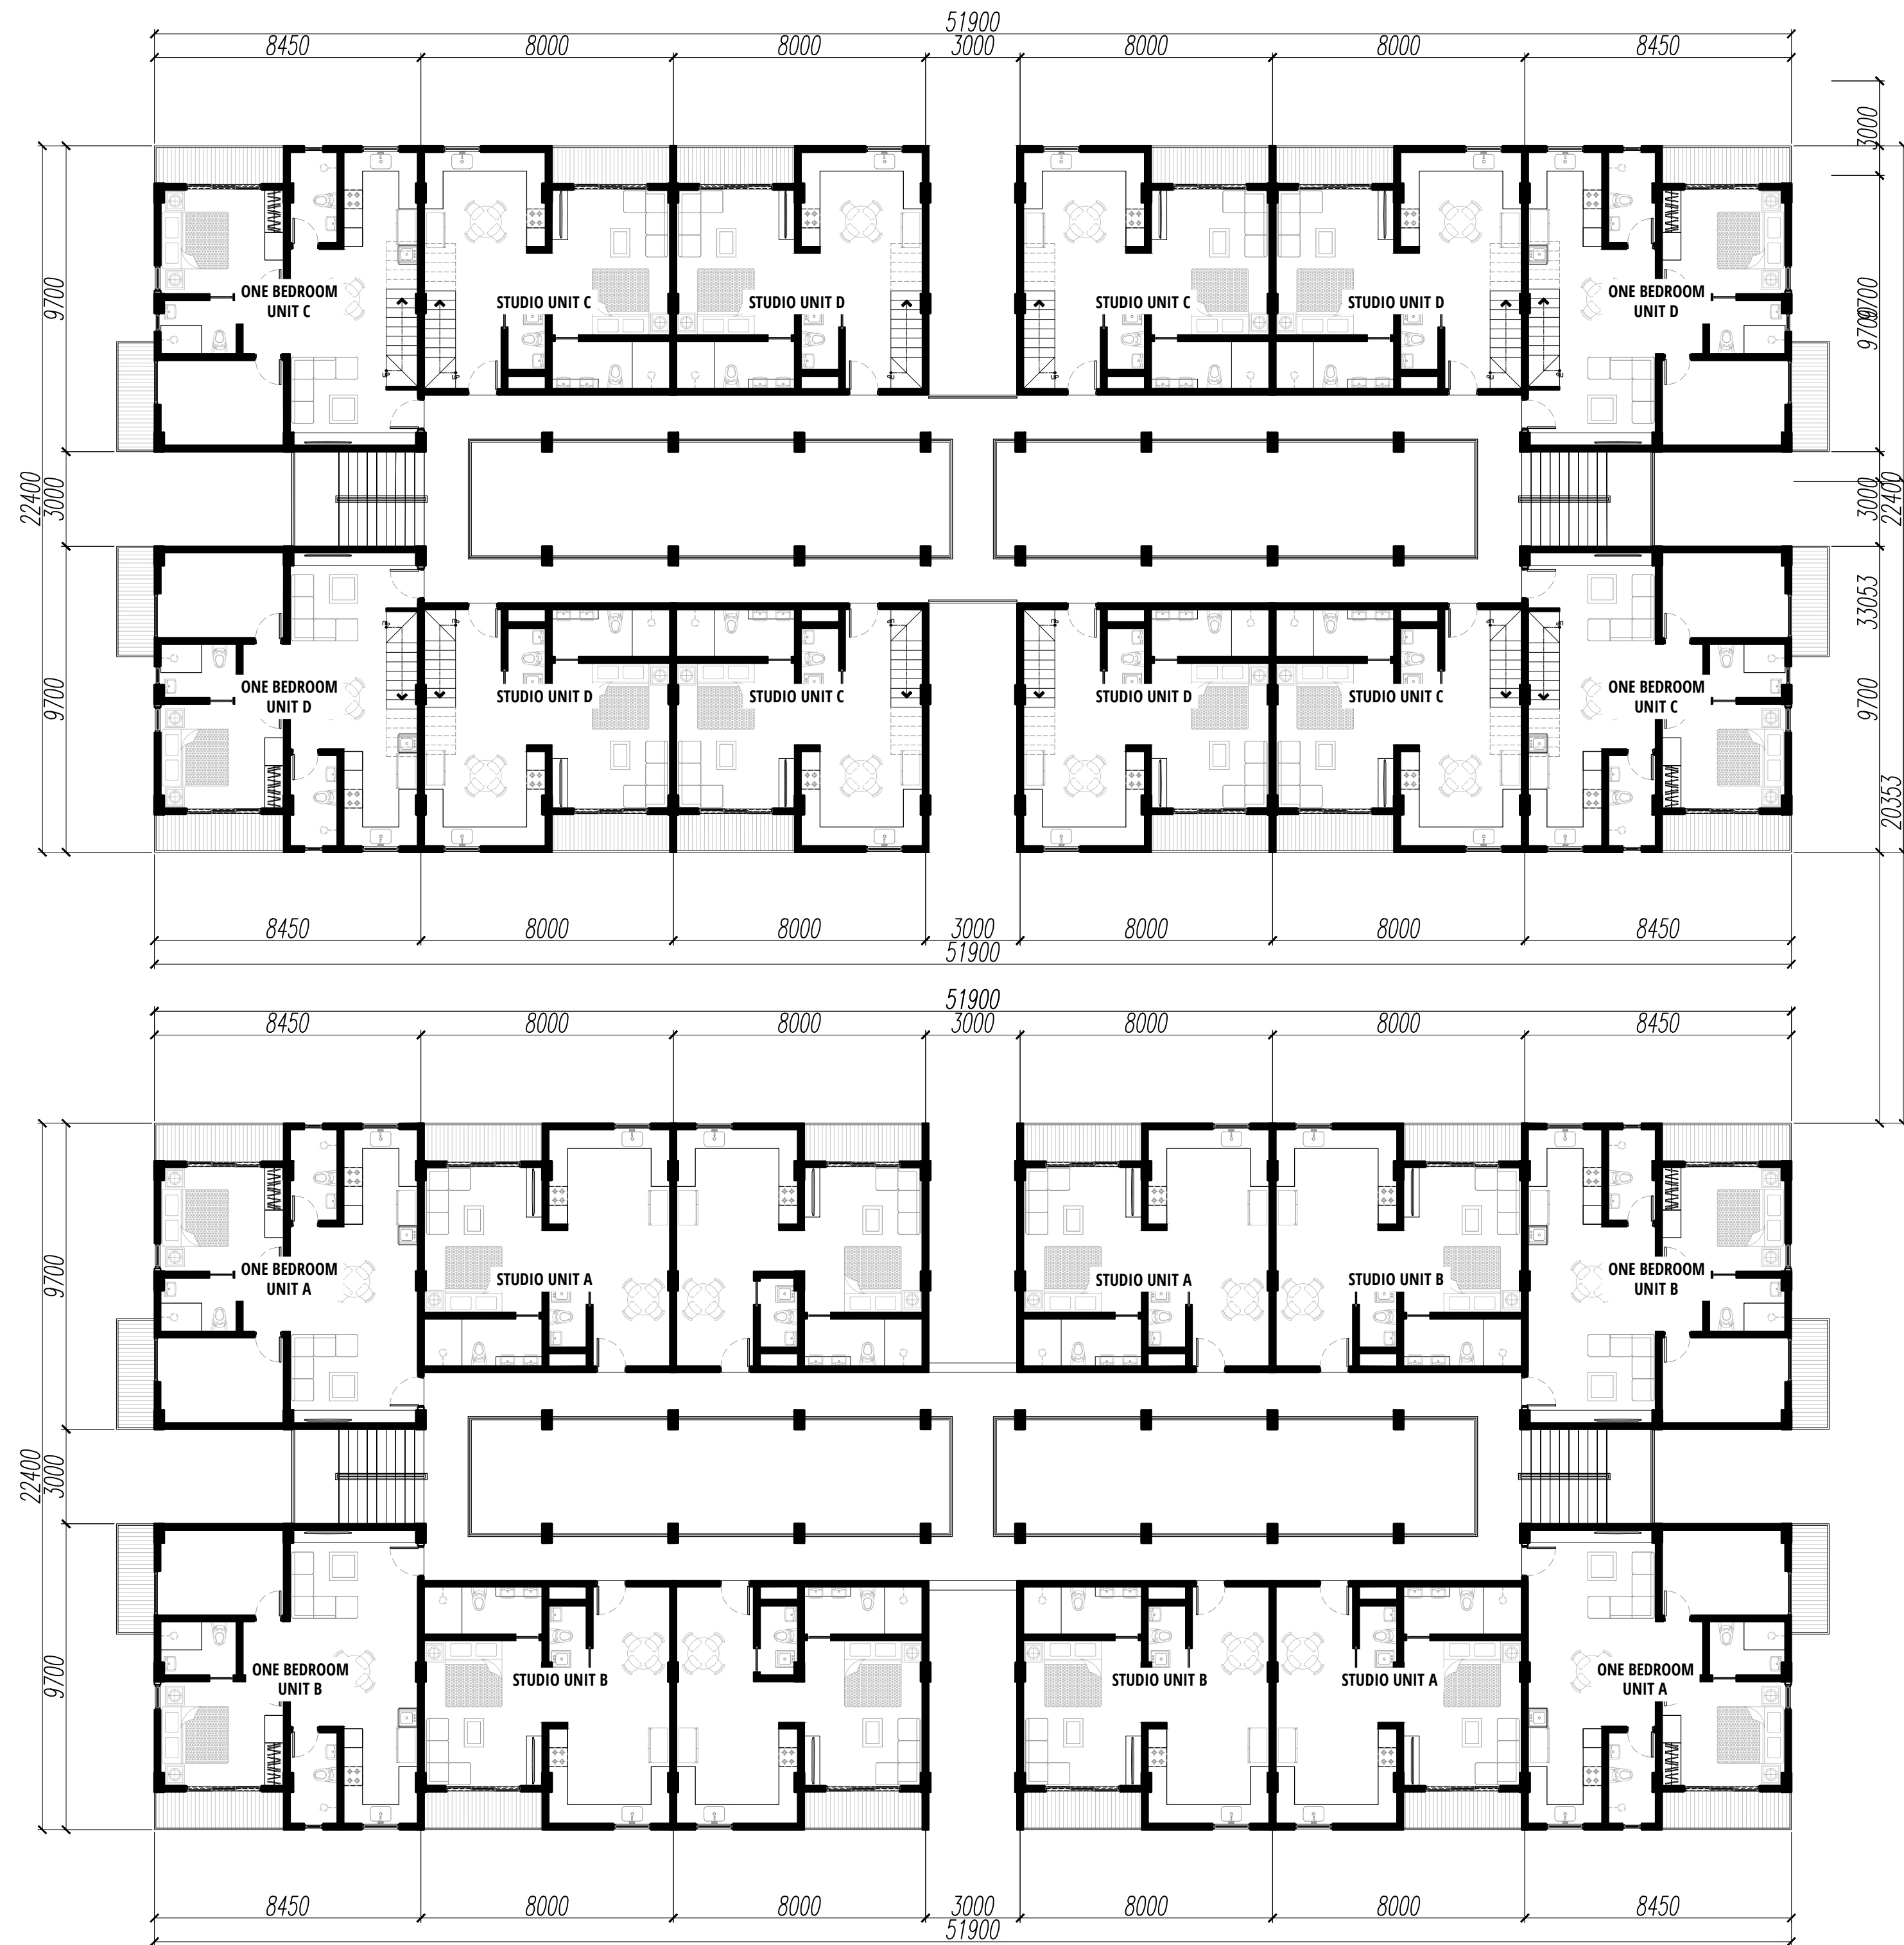 51900
8450 8000 8000 3000 8000 8000 8450
3000
ONE BEDROOM
UNIT C
STUDIO UNIT C
STUDIO UNIT D
STUDIO UNIT C
STUDIO UNIT D
ONE BEDROOM
UNIT D
9700
9700
9700
22400
3000
3000
22400
33053
ONE BEDROOM
UNIT D
STUDIO UNIT D
STUDIO UNIT C
STUDIO UNIT D
STUDIO UNIT C
ONE BEDROOM
UNIT C
9700
9700
20353
8450 8000 8000 3000 8000 8000 8450
51900
51900
8450 8000 8000 3000 8000 8000 8450
ONE BEDROOM
UNIT A
STUDIO UNIT A
STUDIO UNIT A
STUDIO UNIT B
ONE BEDROOM
UNIT B
9700
22400
3000
9700
ONE BEDROOM
UNIT B
STUDIO UNIT B
STUDIO UNIT B
STUDIO UNIT A
ONE BEDROOM
UNIT A
8450 8000 8000 3000 8000 8000 8450
51900